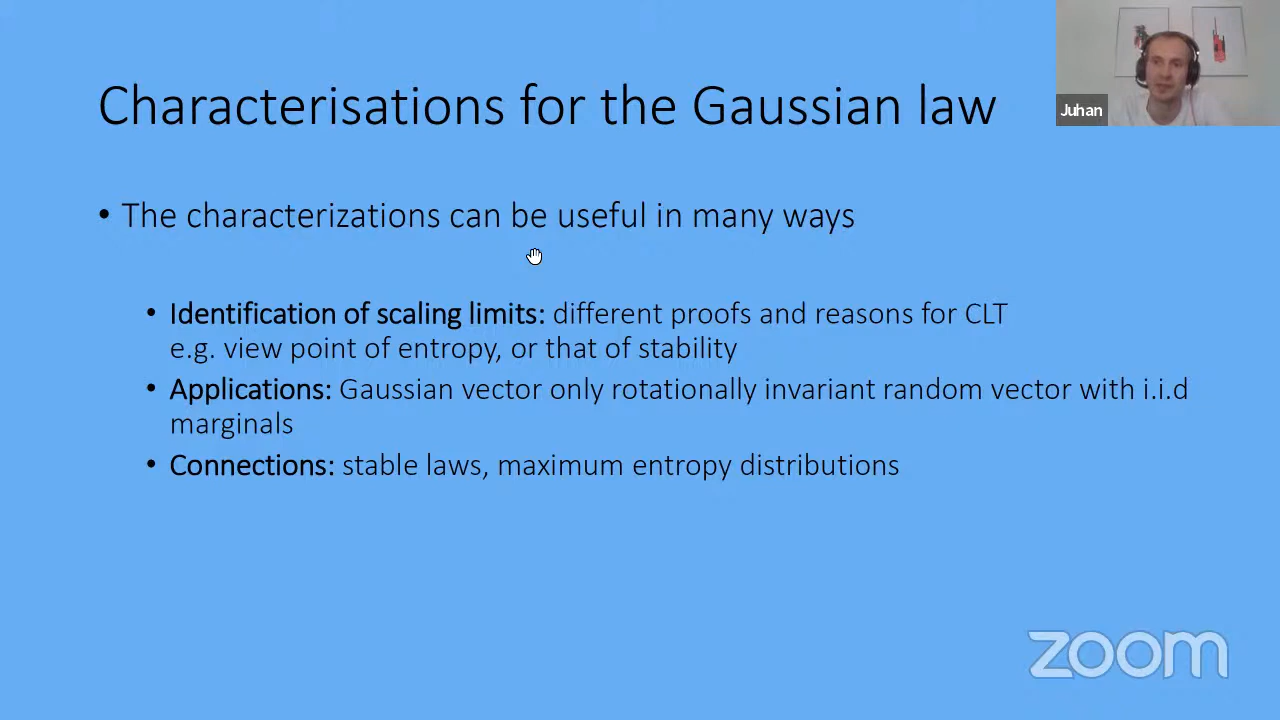 Characterisations for the Gaussian law
Juhan
• The characterizations can be useful in many ways
• Identification of scaling limits: different proofs and reasons for CLT
e.g. view point of entropy, or that of stability
• Applications: Gaussian vector only rotationally invariant random vector with i.i.d
marginals
• Connections: stable laws, maximum entropy distributions
zoom